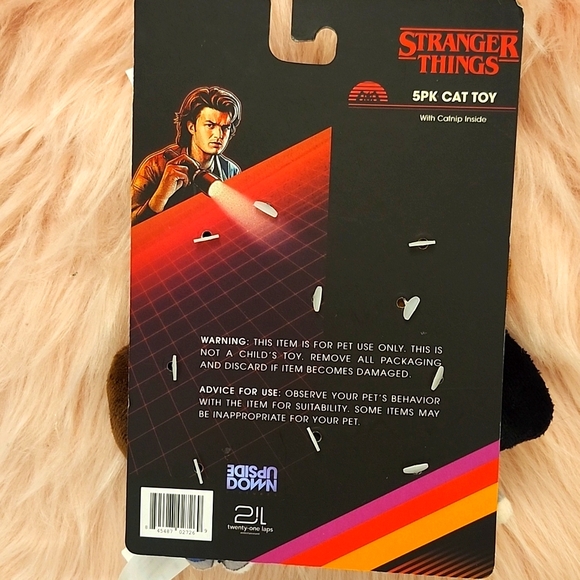 STRANGER
THINGS
5PK CAT TOY
With Catnip Inside
WARNING: THIS ITEM IS FOR PET USE ONLY. THIS IS
NOT A CHILD'S TOY. REMOVE ALL PACKAGING
AND DISCARD IF ITEM BECOMES DAMAGED.
ADVICE FOR USE: OBSERVE YOUR PET'S BEHAVIOR
WITH THE ITEM FOR SUITABILITY. SOME ITEMS MAY
BE INAPPROPRIATE FOR YOUR PET.
UPSIDE
DOWN
21L
twenty-one laps